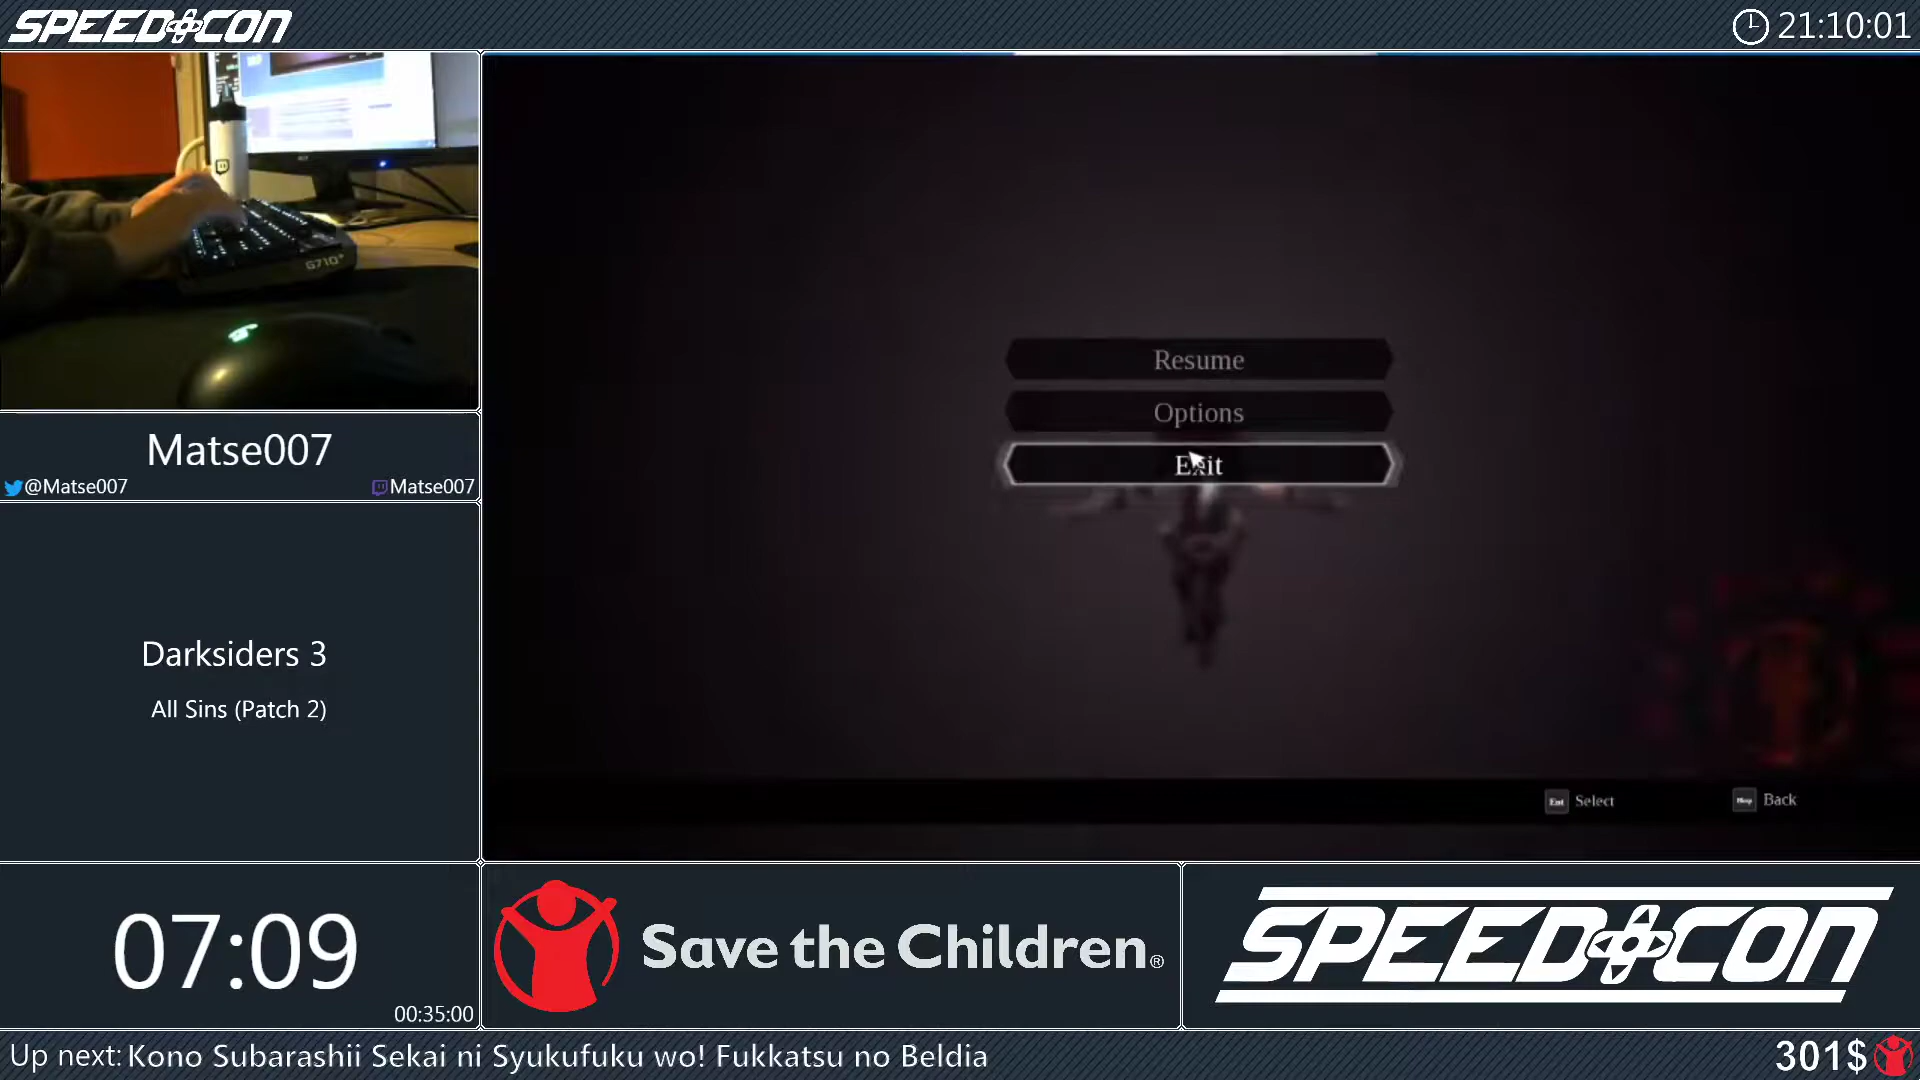 SPEEDCON
21:10:01
G710+
Matse007
@Matse007
Matse007
Darksiders 3
All Sins (Patch 2)
07:09
00:35:00
Resume
Options
Exit
Ent Select
Back
Save the Children®
SPEEDCON
Up next: Kono Subarashii Sekai ni Syukufuku wo! Fukkatsu no Beldia
301$